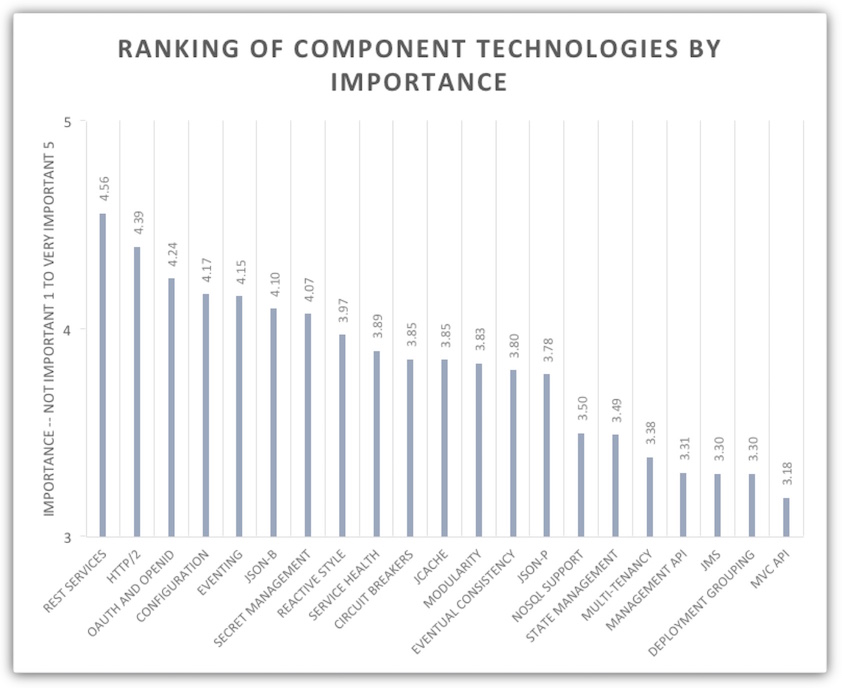 RANKING OF COMPONENT TECHNOLOGIES BY
IMPORTANCE
IMPORTANCE -- NOT IMPORTANT 1 TO VERY IMPORTANT 5
5
4
3
4.56
4.39
4.24
4.17
4.15
4.10
4.07
3.97
3.89
3.85
3.85
3.83
3.80
3.78
3.50
3.49
3.38
3.31
3.30
3.30
3.18
REST SERVICES
HTTP/2
OAUTH AND OPENID
CONFIGURATION
EVENTING
JSON-B
SECRET MANAGEMENT
REACTIVE STYLE
SERVICE HEALTH
CIRCUIT BREAKERS
JCACHE
MODULARITY
EVENTUAL CONSISTENCY
JSON-P
NOSQL SUPPORT
STATE MANAGEMENT
MULTI-TENANCY
MANAGEMENT API
JMS
DEPLOYMENT GROUPING
MVC API